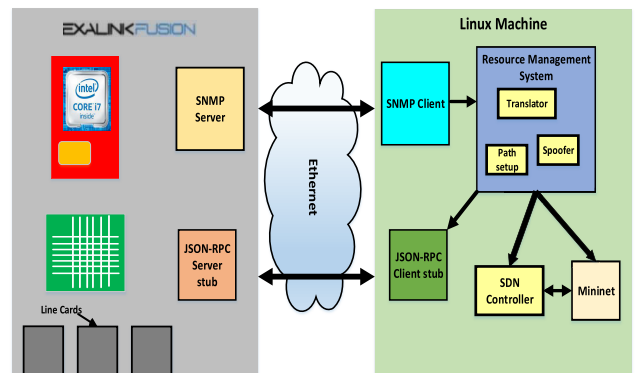 EXALINKFUSION
Linux Machine
intel
CORE i7
inside
SNMP
Server
SNMP Client
Resource Management
System
Translator
Path
setup
Spoofer
Ethernet
JSON-RPC
Server
stub
JSON-RPC
Client stub
SDN
Controller
Mininet
Line Cards